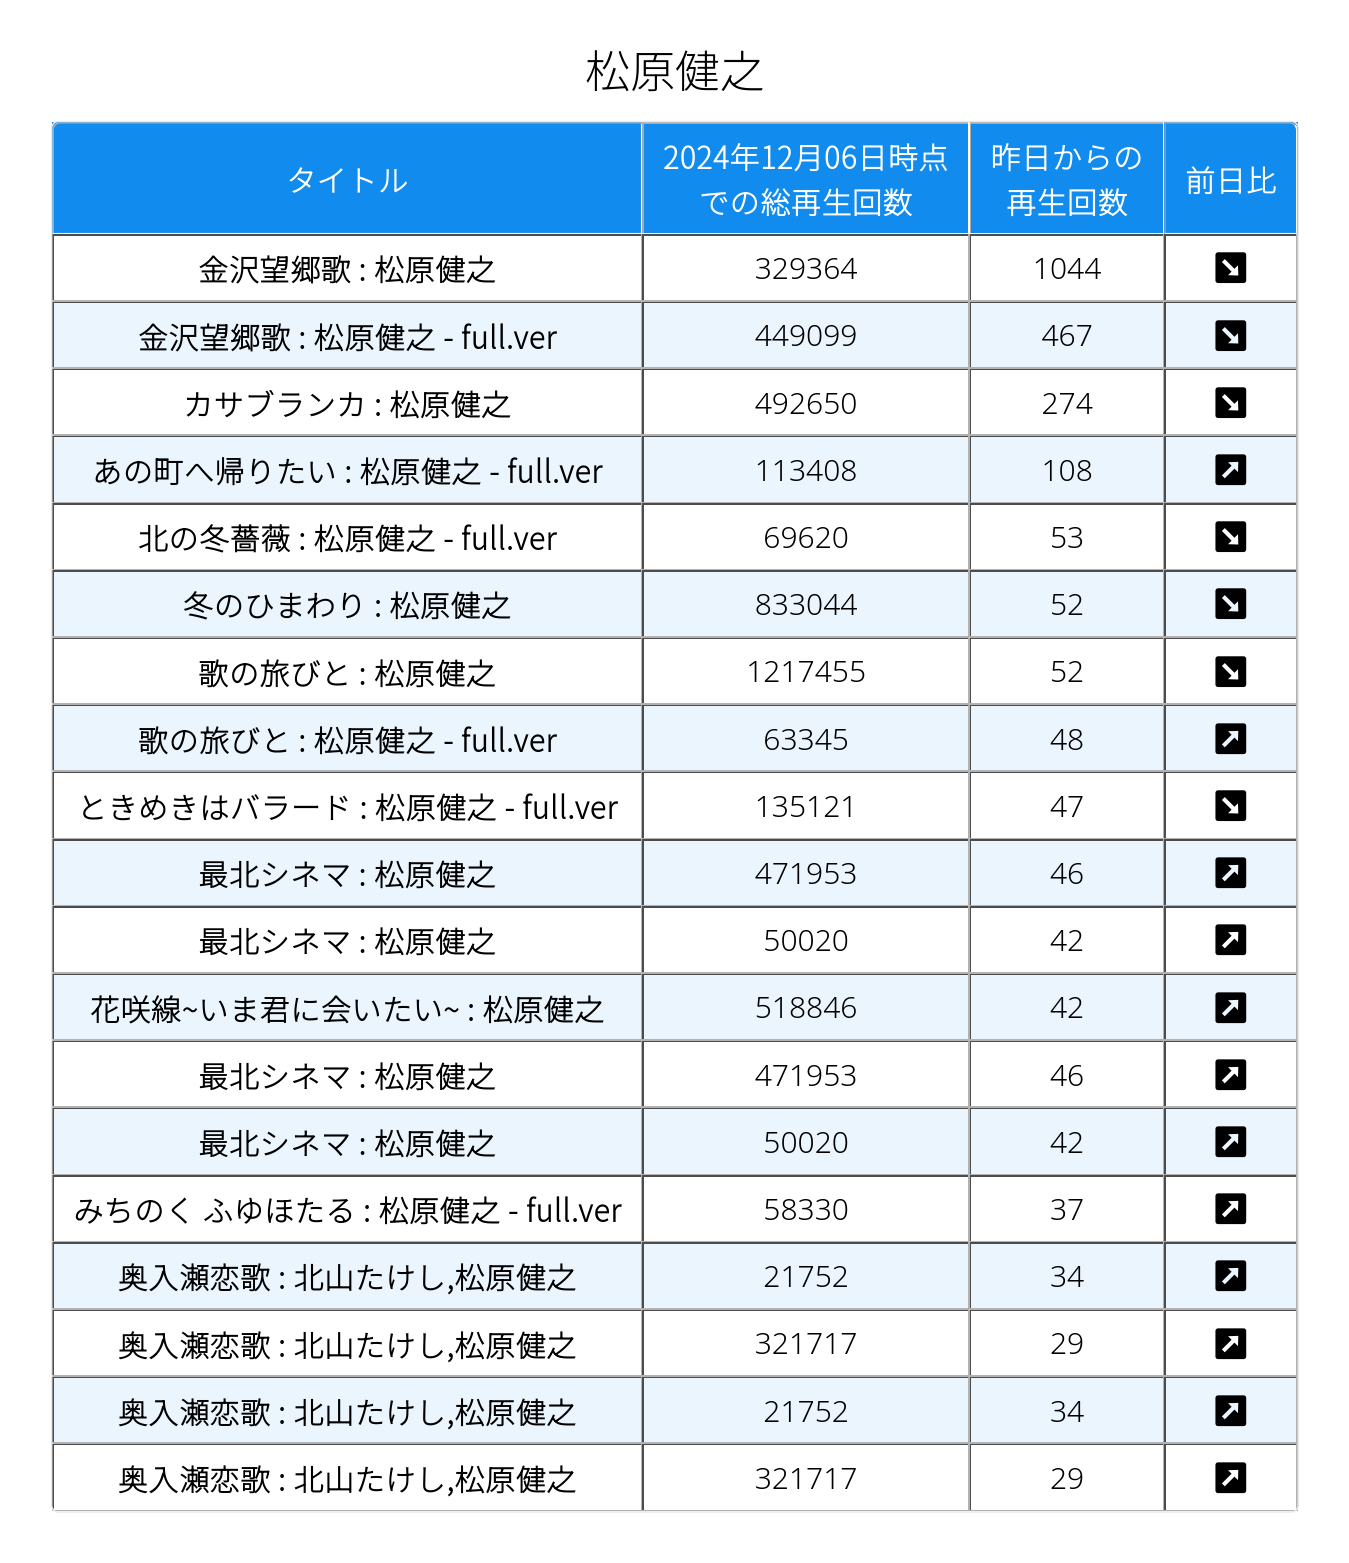 松原健之
タイトル
2024年12月06日時点
での総再生回数
昨日からの
再生回数
前日比
金沢望郷歌 : 松原健之 329364 1044
金沢望郷歌 : 松原健之 - full.ver 449099 467
カサブランカ : 松原健之 492650 274
あの町へ帰りたい : 松原健之 - full.ver 113408 108
北の冬薔薇 : 松原健之 - full.ver 69620 53
冬のひまわり : 松原健之 833044 52
歌の旅びと : 松原健之 1217455 52
歌の旅びと : 松原健之 - full.ver 63345 48
ときめきはバラード : 松原健之 - full.ver 135121 47
最北シネマ : 松原健之 471953 46
最北シネマ : 松原健之 50020 42
花咲線~いま君に会いたい~ : 松原健之 518846 42
最北シネマ : 松原健之 471953 46
最北シネマ : 松原健之 50020 42
みちのく ふゆほたる : 松原健之 - full.ver 58330 37
奥入瀬恋歌 : 北山たけし,松原健之 21752 34
奥入瀬恋歌 : 北山たけし,松原健之 321717 29
奥入瀬恋歌 : 北山たけし,松原健之 21752 34
奥入瀬恋歌 : 北山たけし,松原健之 321717 29